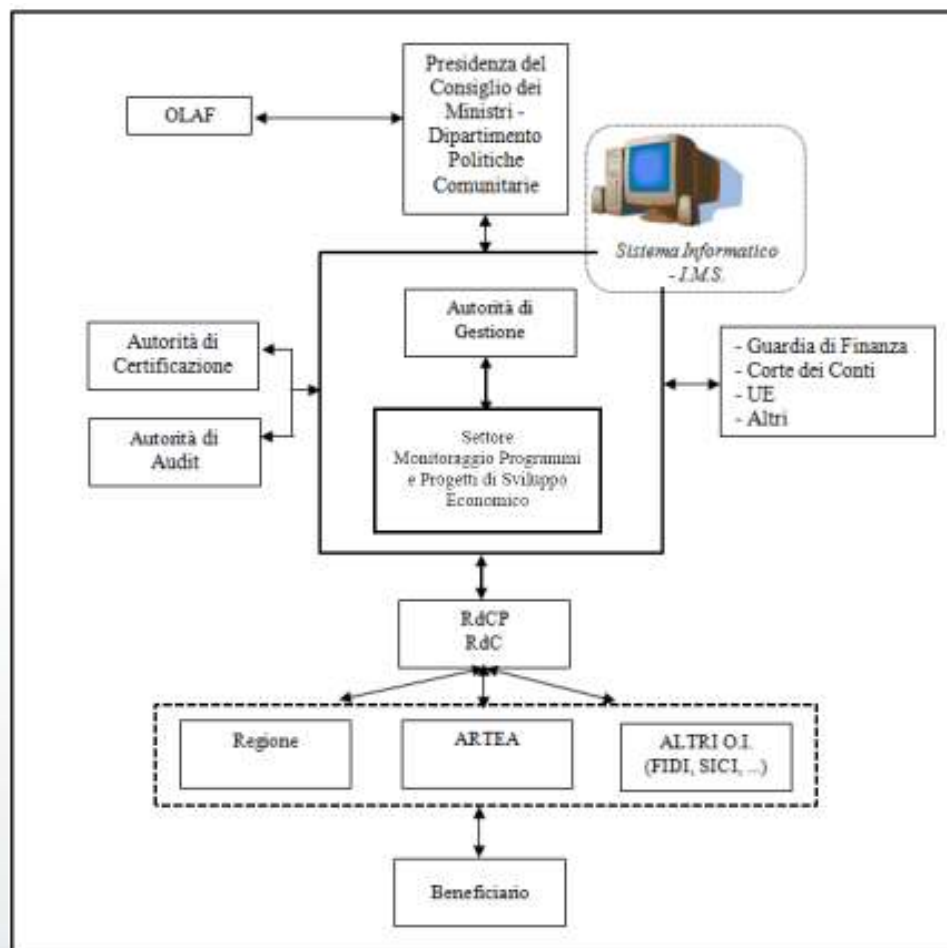 Presidenza del
Consiglio dei
Ministri -
Dipartimento
Politiche
Comunitarie
OLAF
Sistema Informatico
- I.M.S.
Autorità di
Gestione
Autorità di
Certificazione
Autorità di
Audit
- Guardia di Finanza
- Corte dei Conti
- UE
- Altri
Settore
Monitoraggio Programmi
e Progetti di Sviluppo
Economico
RdCP
RdC
Regione
ARTEA
ALTRI O.I.
(FIDI, SICI, ...)
Beneficiario